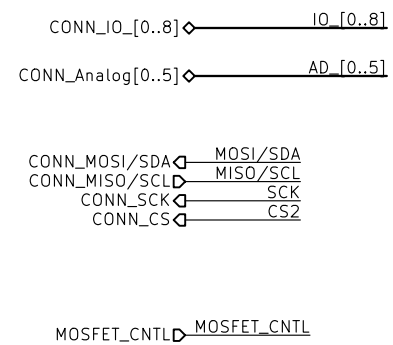 CONN_IO_[0..8] IO_[0..8]
CONN_Analog[0..5] AD_[0..5]
CONN_MOSI/SDA MOSI/SDA
CONN_MISO/SCL MISO/SCL
CONN_SCK SCK
CONN_CS CS2
MOSFET_CNTL MOSFET_CNTL